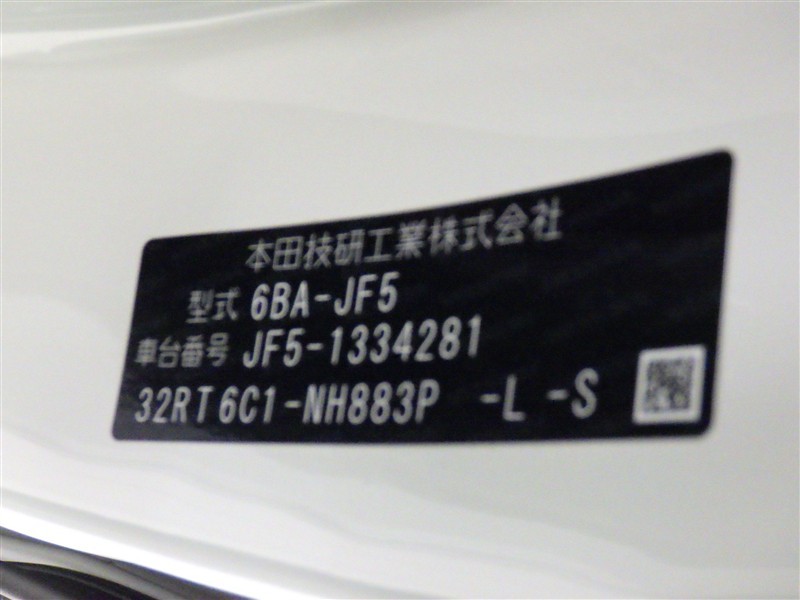 本田技研工業株式会社
型式 6BA-JF5
車台番号 JF5-1334281
32RT6C1-NH883P -L -S